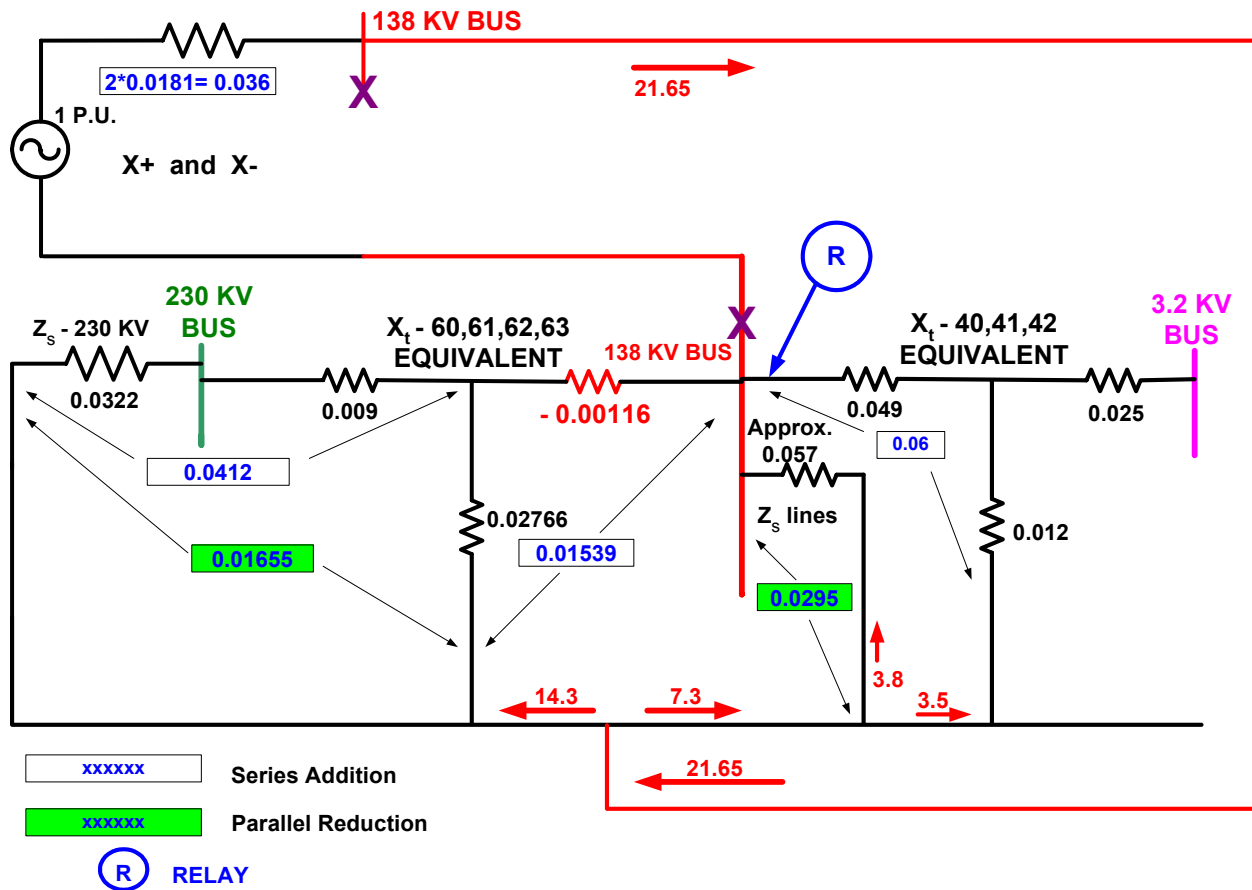 138 KV BUS
2*0.0181= 0.036
21.65
X
1 P.U.
X+ and X-
R
230 KV
BUS
3.2 KV
BUS
Zs - 230 KV
Xt - 60,61,62,63
EQUIVALENT
X
138 KV BUS
Xt - 40,41,42
EQUIVALENT
0.0322
0.009
- 0.00116
0.049
0.025
Approx.
0.057
0.06
0.0412
0.02766
Zs lines
0.012
0.01655
0.01539
0.0295
3.8
14.3
7.3
3.5
21.65
xxxxxx
Series Addition
xxxxxx
Parallel Reduction
R
RELAY